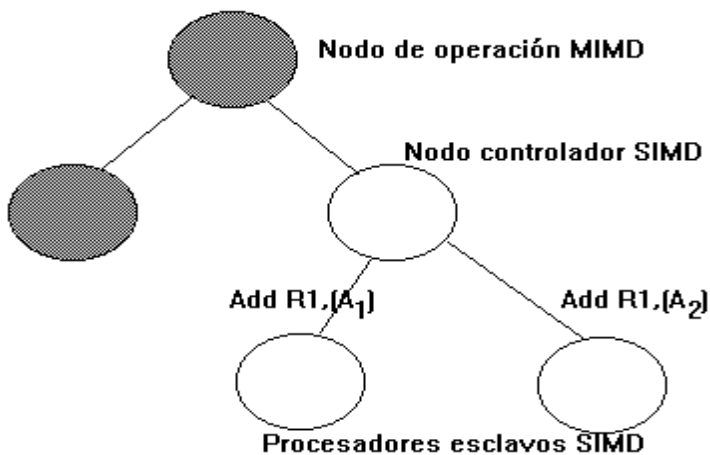 Nodo de operación MIMD
Nodo controlador SIMD
Add R1,(A₁)
Add R1,(A₂)
Procesadores esclavos SIMD